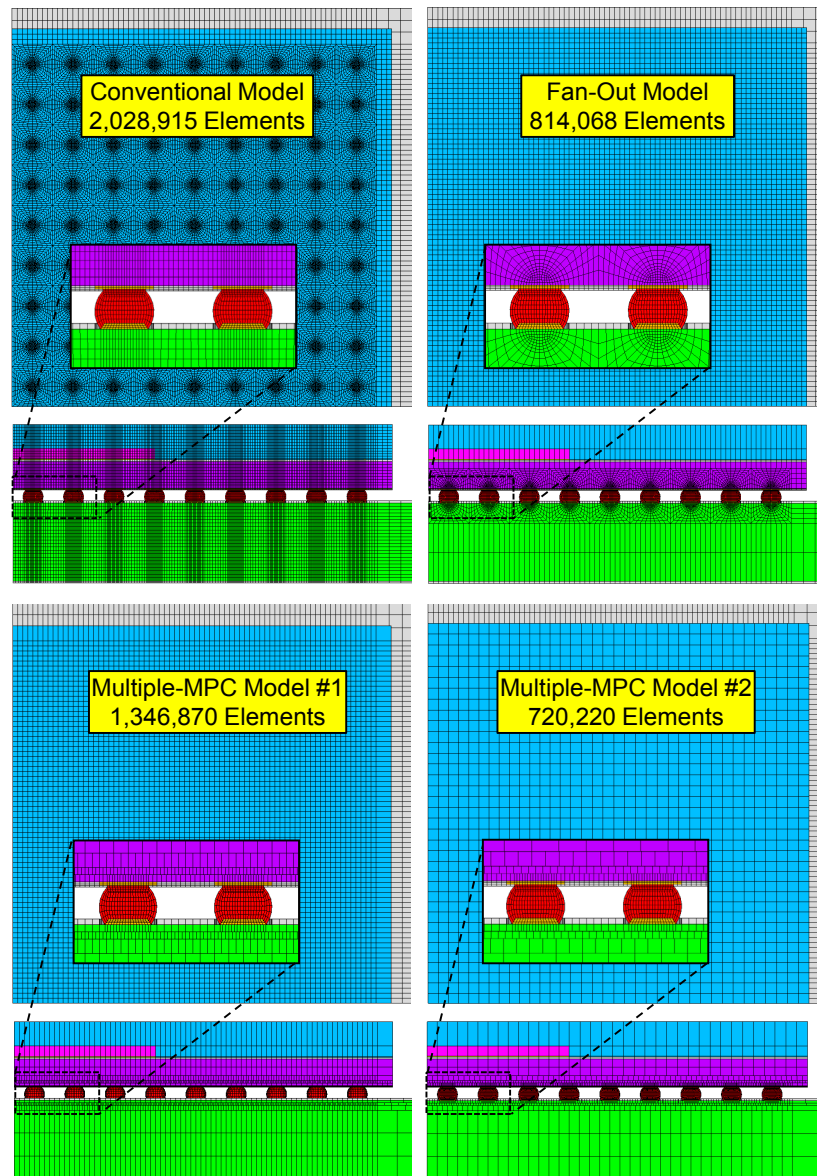 Conventional Model
2,028,915 Elements
Fan-Out Model
814,068 Elements
Multiple-MPC Model #1
1,346,870 Elements
Multiple-MPC Model #2
720,220 Elements